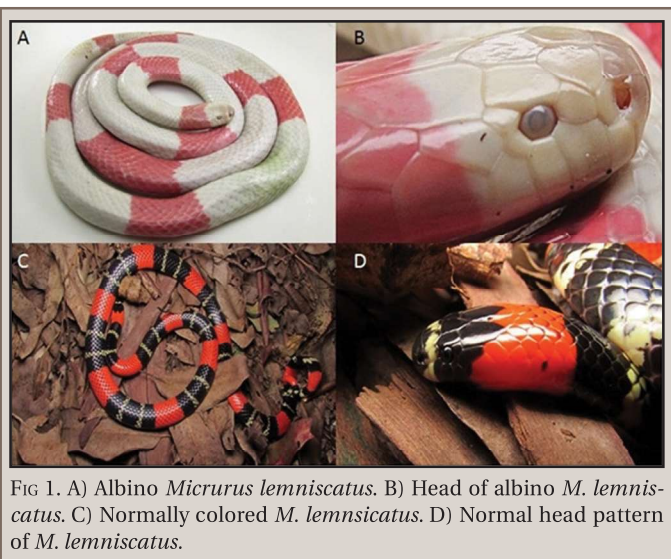 A
B
C
D
FIG 1. A) Albino Micrurus lemniscatus. B) Head of albino M. lemnis-
catus. C) Normally colored M. lemnsicatus. D) Normal head pattern
of M. lemniscatus.